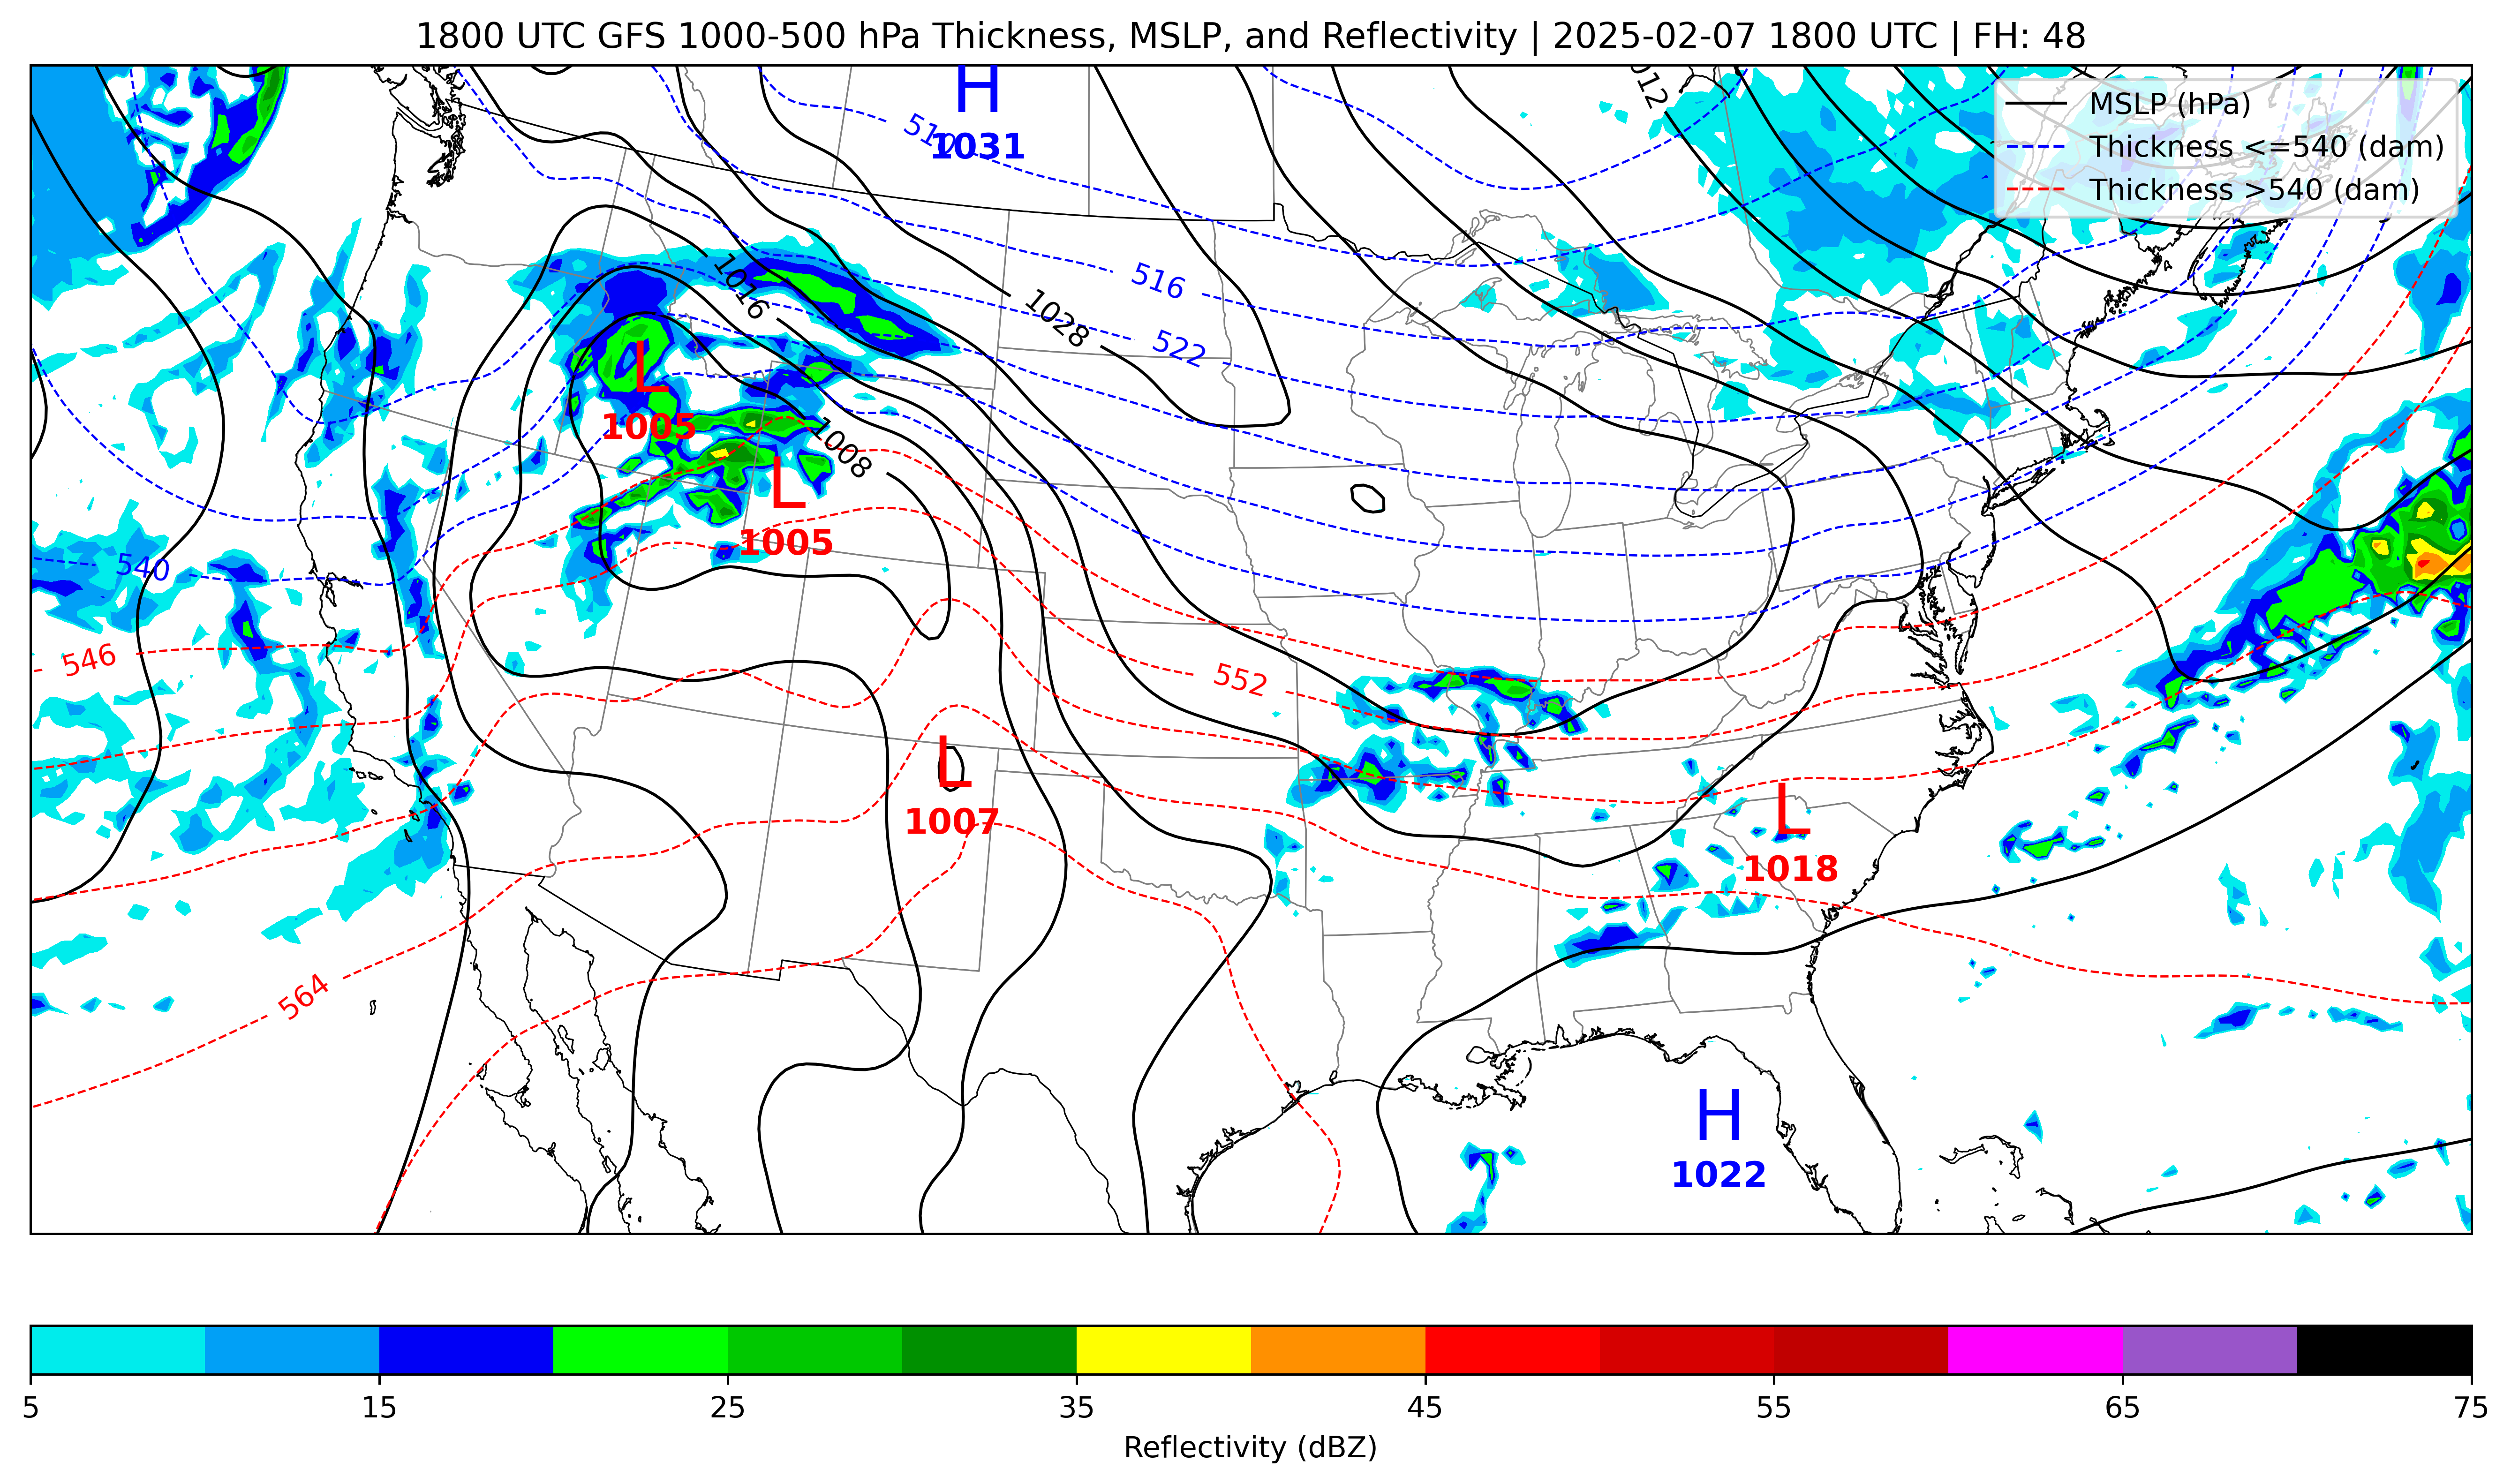 1800 UTC GFS 1000-500 hPa Thickness, MSLP, and Reflectivity | 2025-02-07 1800 UTC | FH: 48
MSLP (hPa)
Thickness <=540 (dam)
Thickness >540 (dam)
H
1031
1016
1028
516
522
L
1005
1008
L
1005
540
546
552
L
1007
L
1018
564
H
1022
5 15 25 35 45 55 65 75
Reflectivity (dBZ)